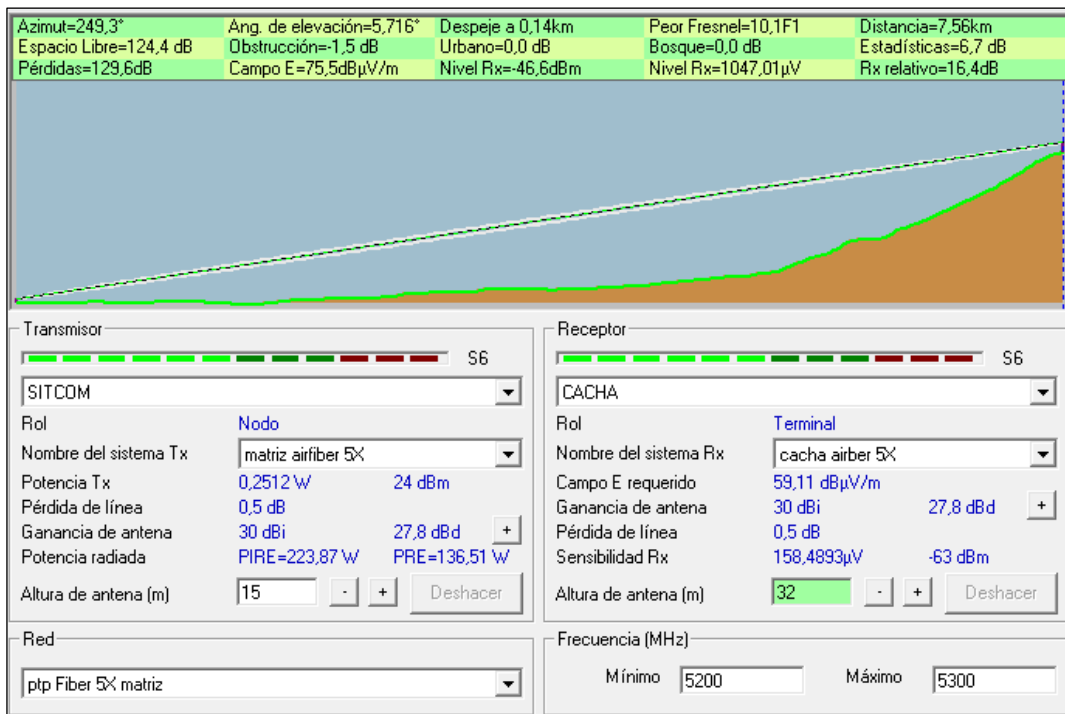 Azimut=249,3° Ang. de elevación=5,716° Despeje a 0,14km Peor Fresnel=10,1F1 Distancia=7,56km
Espacio Libre=124,4 dB Obstrucción=-1,5 dB Urbano=0,0 dB Bosque=0,0 dB Estadísticas=6,7 dB
Pérdidas=129,6dB Campo E=75,5dBµV/m Nivel Rx=-46,6dBm Nivel Rx=1047,01µV Rx relativo=16,4dB
Transmisor
S6
SITCOM
Rol Nodo
Nombre del sistema Tx matriz airfiber 5X
Potencia Tx 0,2512 W 24 dBm
Pérdida de línea 0,5 dB
Ganancia de antena 30 dBi 27,8 dBd +
Potencia radiada PIRE=223,87 W PRE=136,51 W
Altura de antena (m) 15 - + Deshacer
Receptor
S6
CACHA
Rol Terminal
Nombre del sistema Rx cacha airber 5X
Campo E requerido 59,11 dBµV/m
Ganancia de antena 30 dBi 27,8 dBd +
Pérdida de línea 0,5 dB
Sensibilidad Rx 158,4893µV -63 dBm
Altura de antena (m) 32 - + Deshacer
Red
ptp Fiber 5X matriz
Frecuencia (MHz)
Mínimo 5200 Máximo 5300